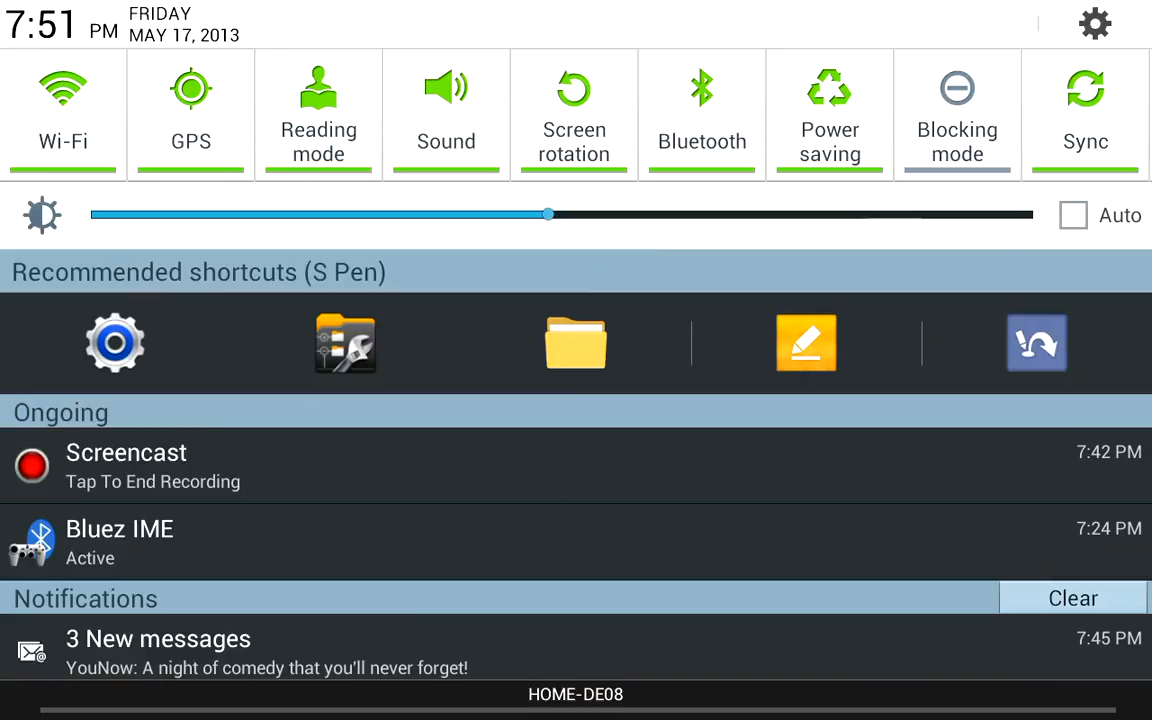 7:51 PM
FRIDAY
MAY 17, 2013
Wi-Fi
GPS
Reading
mode
Sound
Screen
rotation
Bluetooth
Power
saving
Blocking
mode
Sync
Auto
Recommended shortcuts (S Pen)
Ongoing
Screencast
7:42 PM
Tap To End Recording
Bluez IME
7:24 PM
Active
Notifications
Clear
3 New messages
7:45 PM
YouNow: A night of comedy that you'll never forget!
HOME-DE08